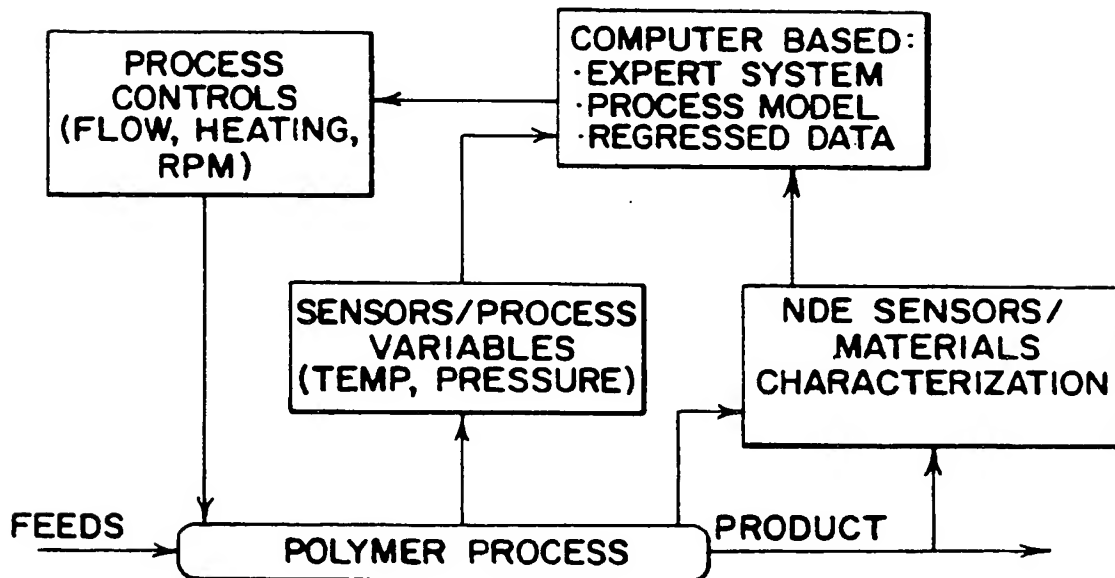 PROCESS
CONTROLS
(FLOW, HEATING,
RPM)
COMPUTER BASED:
·EXPERT SYSTEM
·PROCESS MODEL
·REGRESSED DATA
SENSORS/PROCESS
VARIABLES
(TEMP, PRESSURE)
NDE SENSORS/
MATERIALS
CHARACTERIZATION
FEEDS
POLYMER PROCESS
PRODUCT